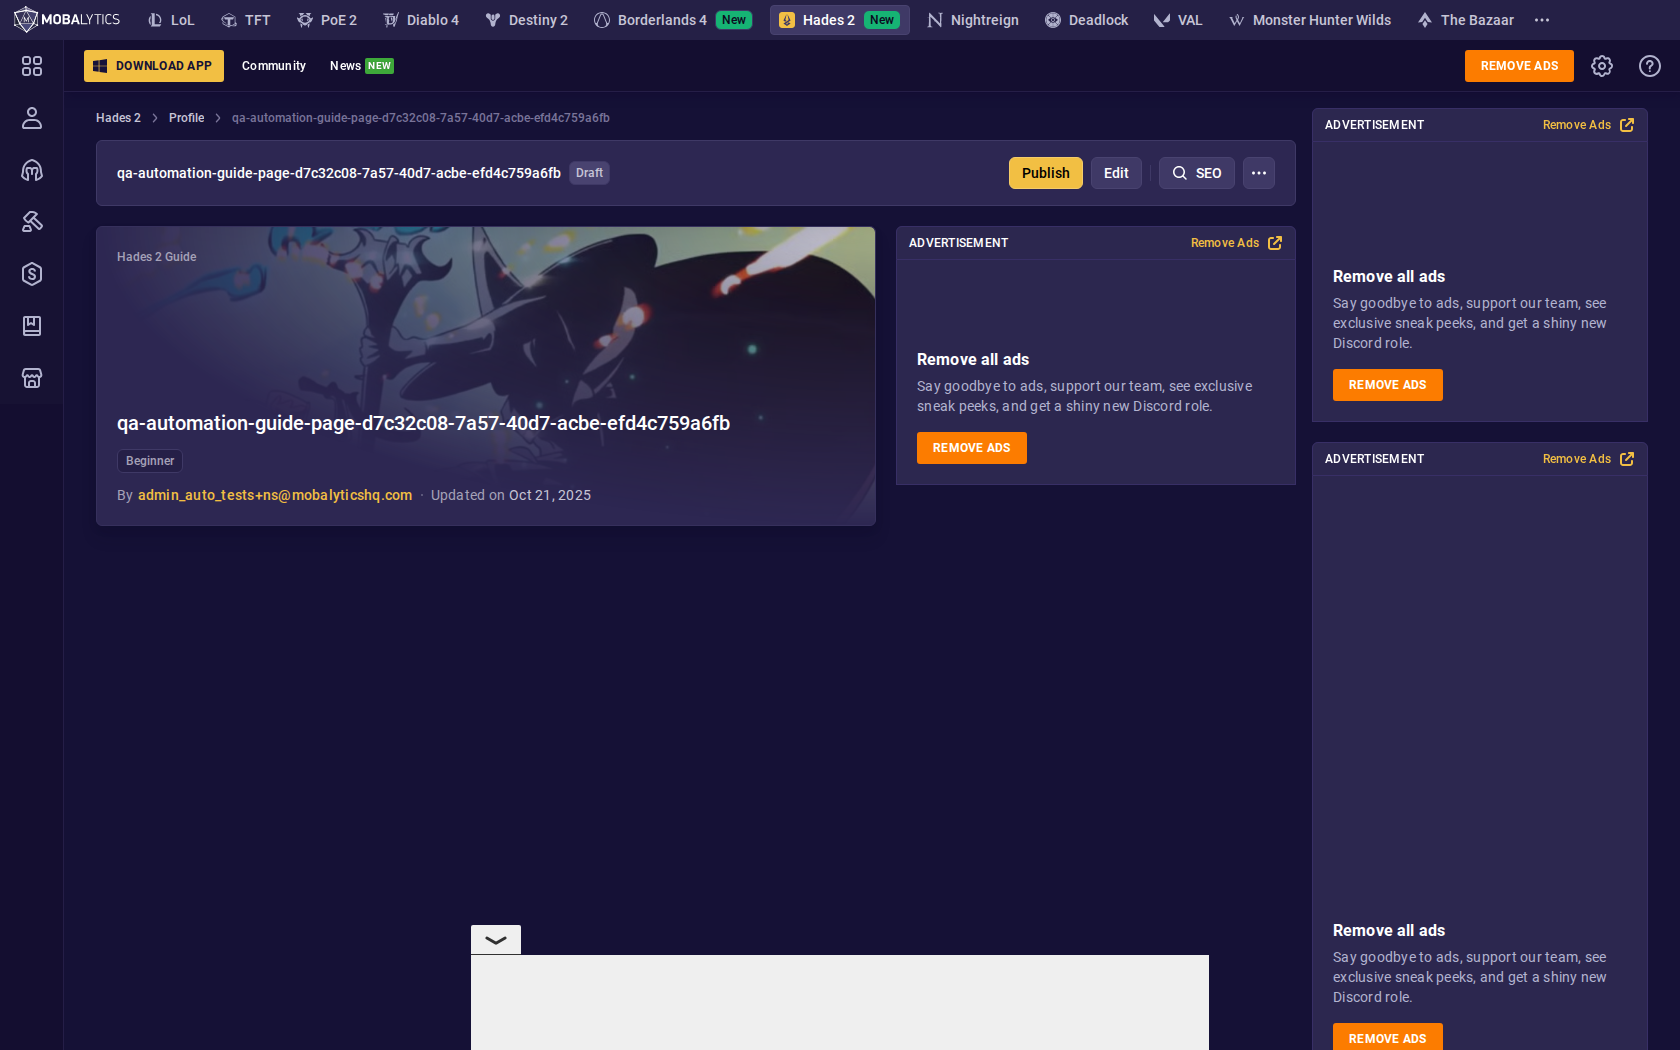 MOBALYTICS
LoL
TFT
PoE 2
Diablo 4
Destiny 2
Borderlands 4 New
Hades 2 New
Nightreign
Deadlock
VAL
Monster Hunter Wilds
The Bazaar
DOWNLOAD APP
Community
News NEW
REMOVE ADS
Hades 2 > Profile > qa-automation-guide-page-d7c32c08-7a57-40d7-acbe-efd4c759a6fb
qa-automation-guide-page-d7c32c08-7a57-40d7-acbe-efd4c759a6fb Draft
Publish
Edit
SEO
Hades 2 Guide
qa-automation-guide-page-d7c32c08-7a57-40d7-acbe-efd4c759a6fb
Beginner
By admin_auto_tests+ns@mobalyticshq.com · Updated on Oct 21, 2025
ADVERTISEMENT Remove Ads
Remove all ads
Say goodbye to ads, support our team, see exclusive
sneak peeks, and get a shiny new Discord role.
REMOVE ADS
ADVERTISEMENT Remove Ads
Remove all ads
Say goodbye to ads, support our team, see
exclusive sneak peeks, and get a shiny new
Discord role.
REMOVE ADS
ADVERTISEMENT Remove Ads
Remove all ads
Say goodbye to ads, support our team, see
exclusive sneak peeks, and get a shiny new
Discord role.
REMOVE ADS